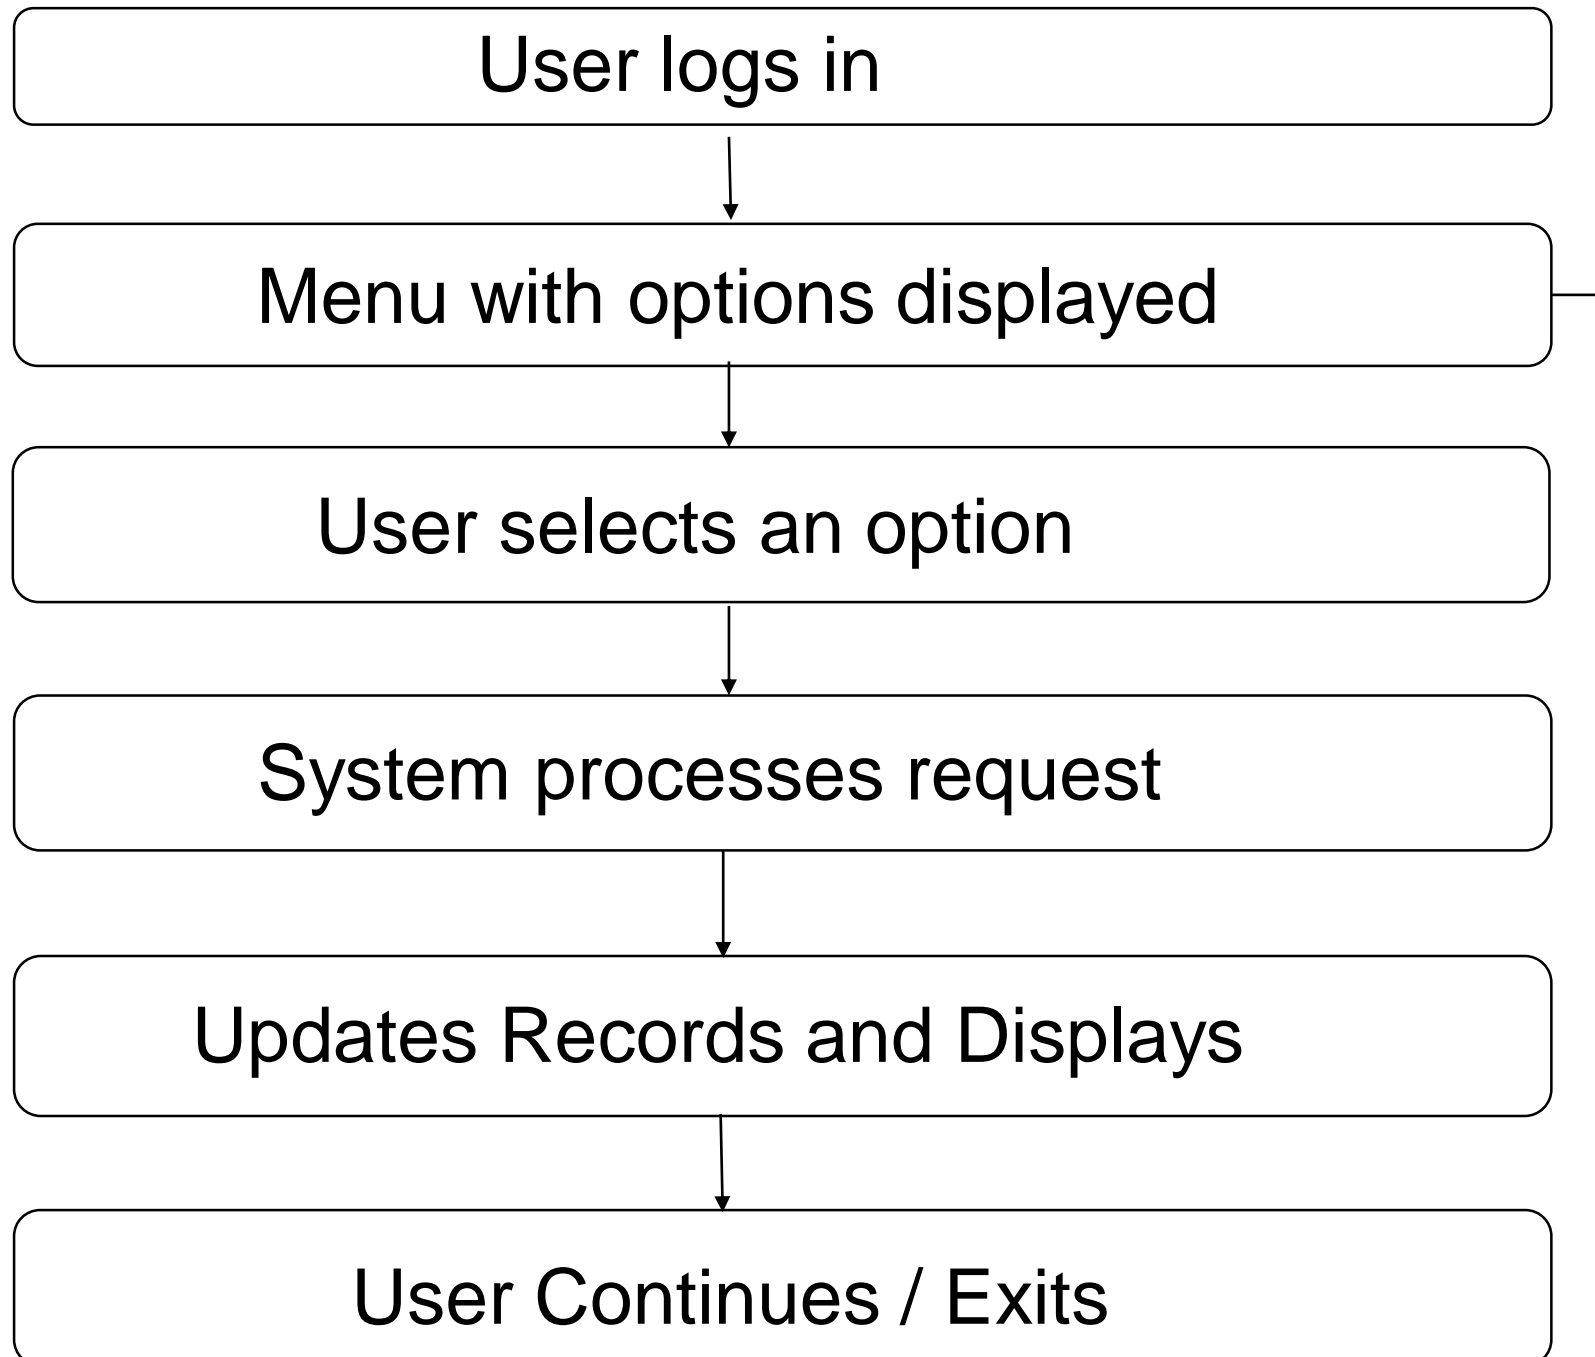 User logs in
Menu with options displayed
User selects an option
System processes request
Updates Records and Displays
User Continues / Exits